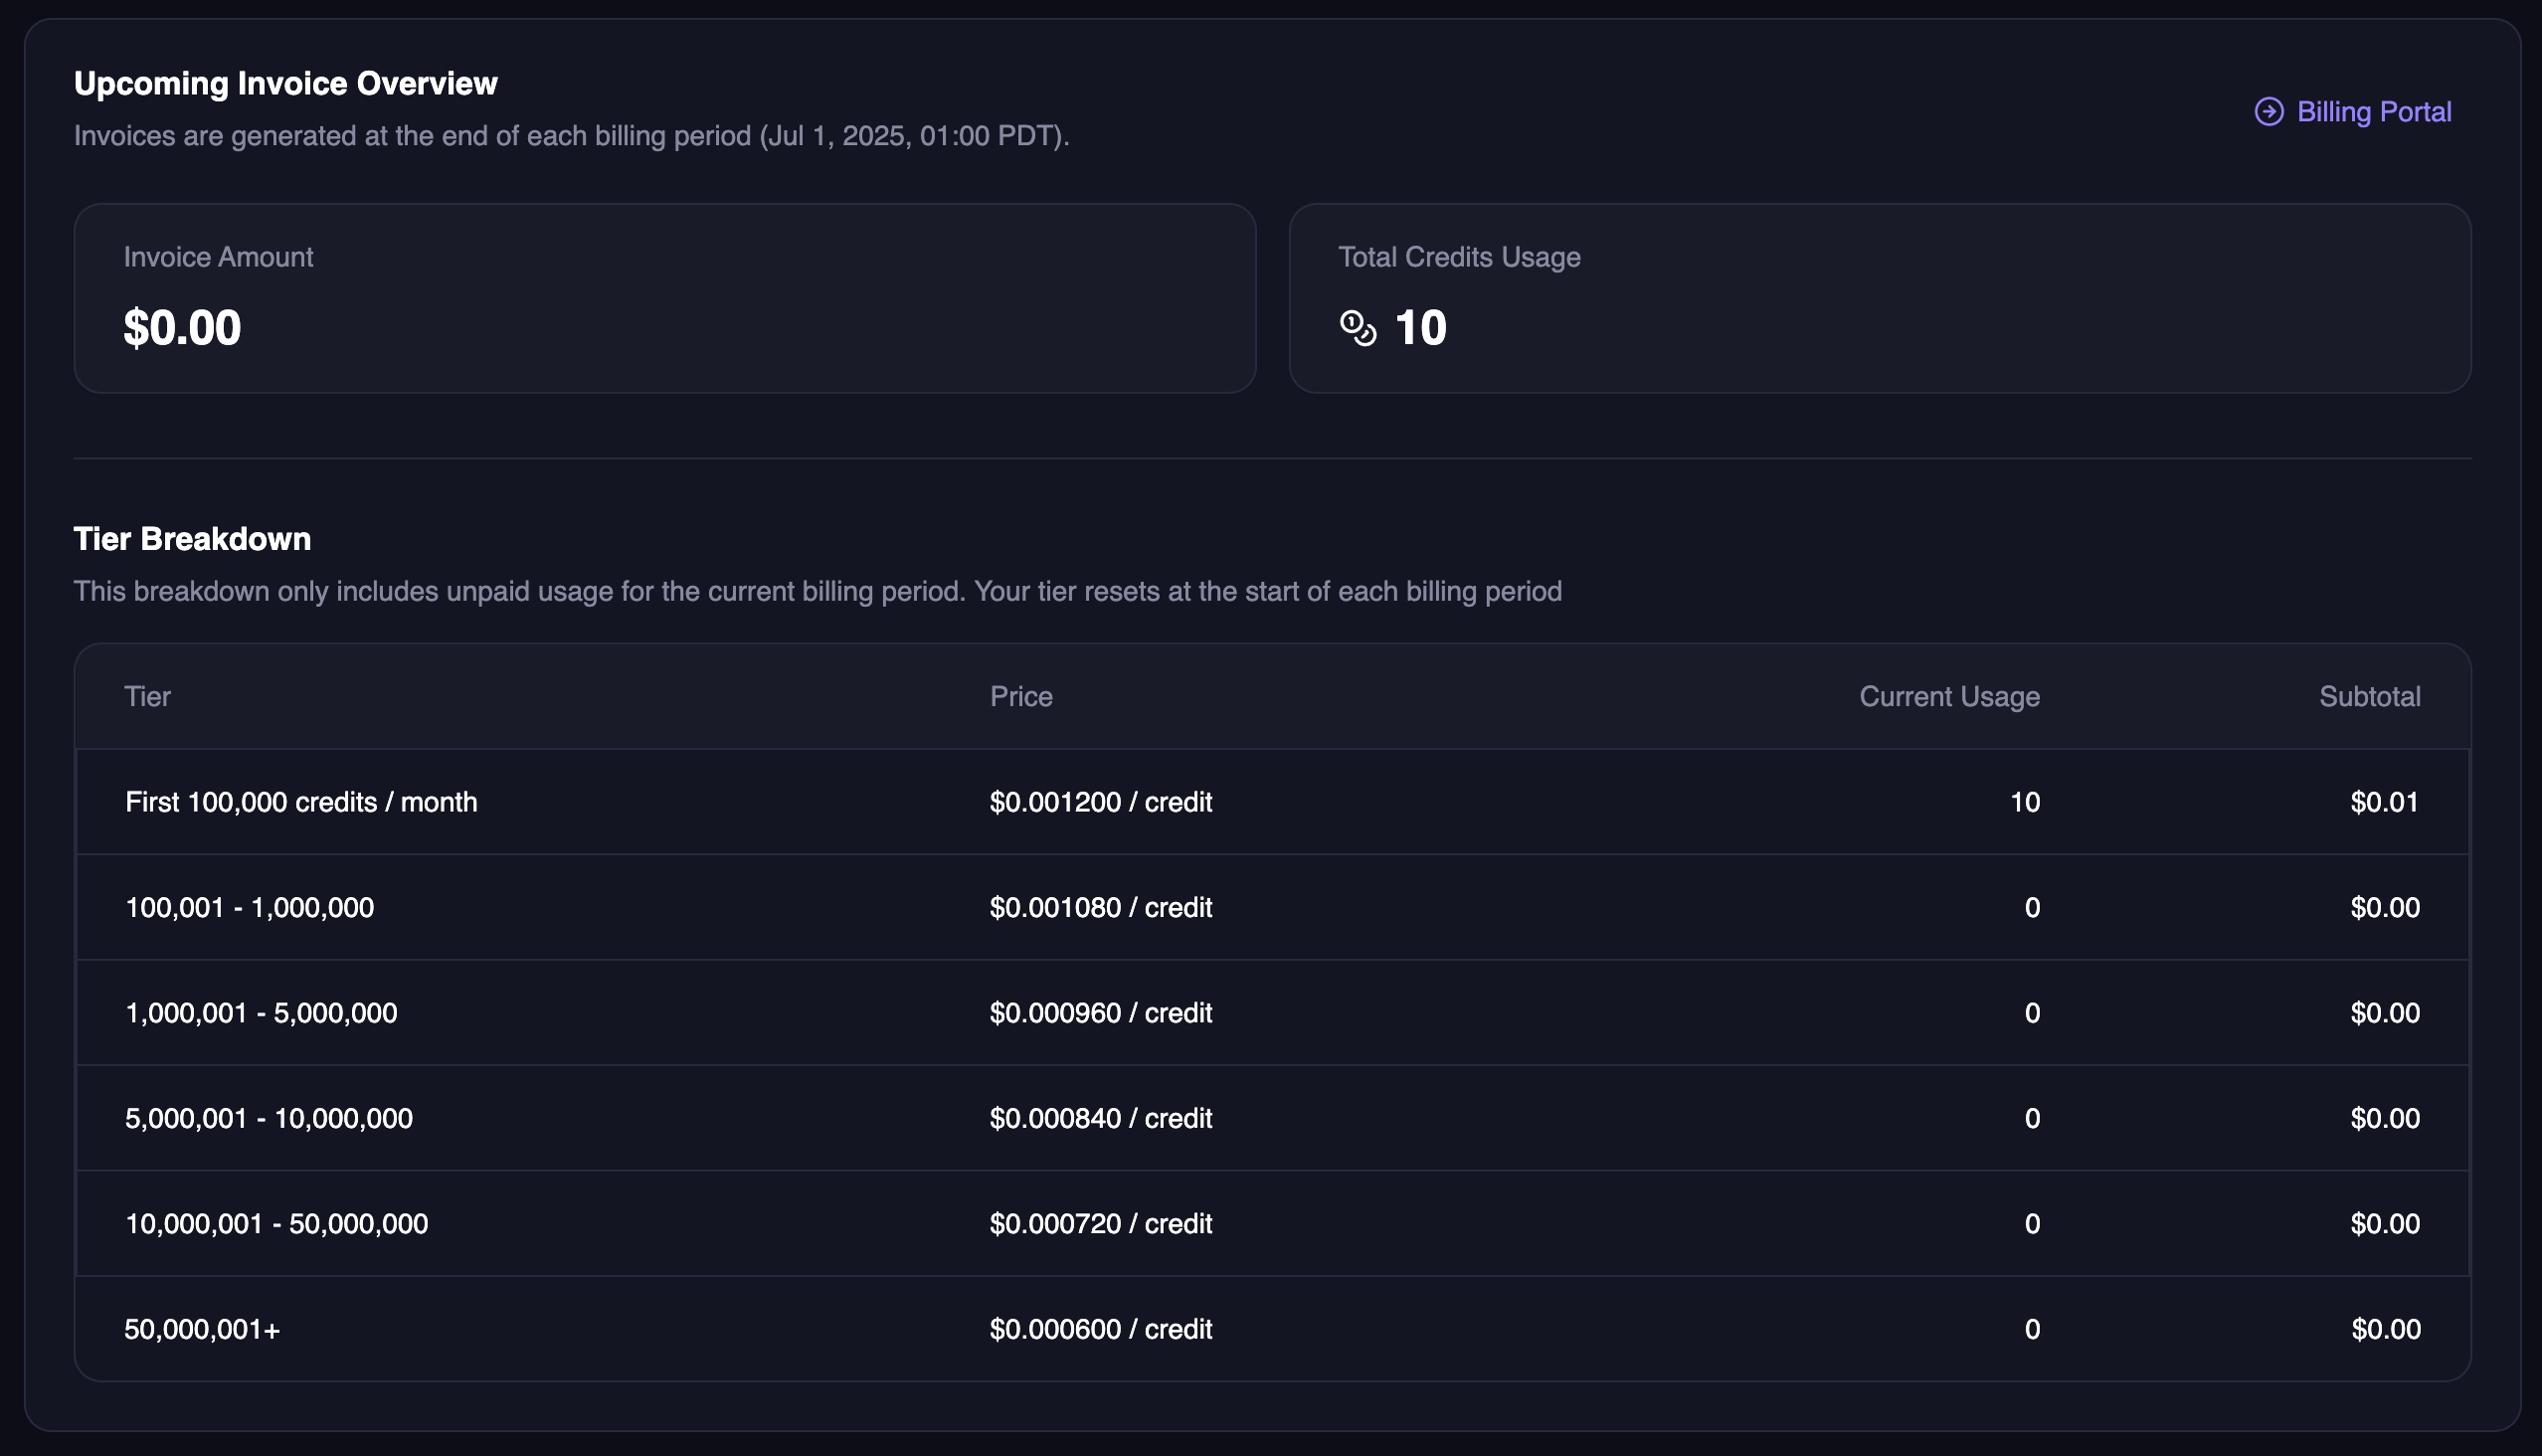 Upcoming Invoice Overview
Invoices are generated at the end of each billing period (Jul 1, 2025, 01:00 PDT).
Billing Portal
Invoice Amount
$0.00
Total Credits Usage
10
Tier Breakdown
This breakdown only includes unpaid usage for the current billing period. Your tier resets at the start of each billing period
Tier Price Current Usage Subtotal
First 100,000 credits / month $0.001200 / credit 10 $0.01
100,001 - 1,000,000 $0.001080 / credit 0 $0.00
1,000,001 - 5,000,000 $0.000960 / credit 0 $0.00
5,000,001 - 10,000,000 $0.000840 / credit 0 $0.00
10,000,001 - 50,000,000 $0.000720 / credit 0 $0.00
50,000,001+ $0.000600 / credit 0 $0.00